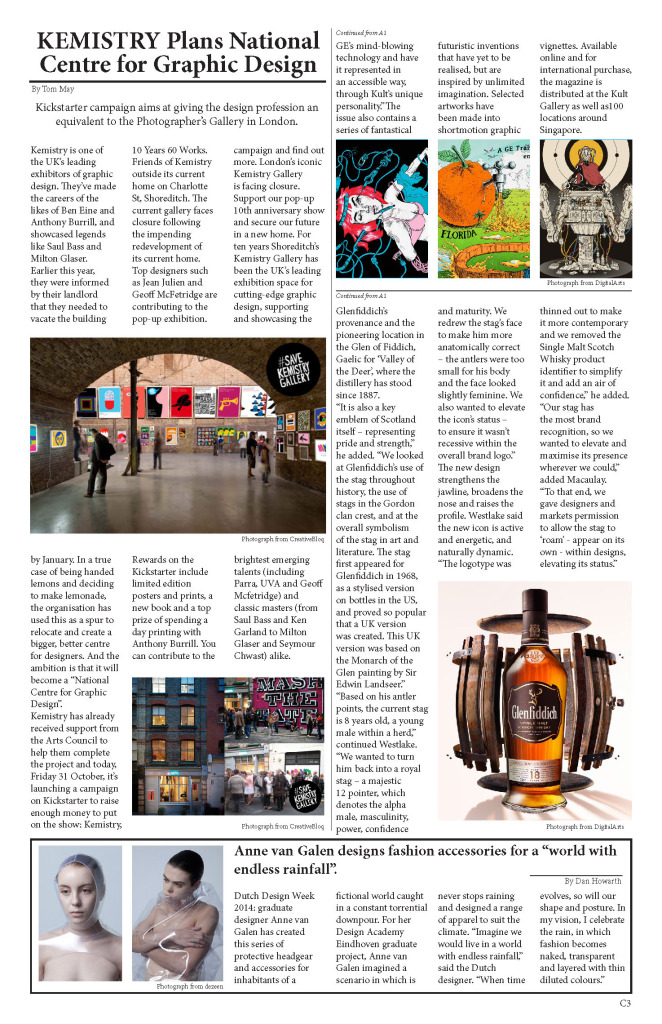 KEMISTRY Plans National
Centre for Graphic Design
By Tom May
Kickstarter campaign aims at giving the design profession an
equivalent to the Photographer's Gallery in London.
Kemistry is one of
the UK's leading
exhibitors of graphic
design. They've made
the careers of the
likes of Ben Eine and
Anthony Burrill, and
showcased legends
like Saul Bass and
Milton Glaser.
Earlier this year,
they were informed
by their landlord
that they needed to
vacate the building
10 Years 60 Works.
Friends of Kemistry
outside its current
home on Charlotte
St, Shoreditch. The
current gallery faces
closure following
the impending
redevelopment of
its current home.
Top designers such
as Jean Julien and
Geoff McFetridge are
contributing to the
pop-up exhibition.
campaign and find out
more. London's iconic
Kemistry Gallery
is facing closure.
Support our pop-up
10th anniversary show
and secure our future
in a new home. For
ten years Shoreditch's
Kemistry Gallery has
been the UK's leading
exhibition space for
cutting-edge graphic
design, supporting
and showcasing the
#SAVE
KEMISTRY
GALLERY
Photograph from CreativeBloq
by January. In a true
case of being handed
lemons and deciding
to make lemonade,
the organisation has
used this as a spur to
relocate and create a
bigger, better centre
for designers. And the
ambition is that it will
become a "National
Centre for Graphic
Design".
Kemistry has already
received support from
the Arts Council to
help them complete
the project and today,
Friday 31 October, it's
launching a campaign
on Kickstarter to raise
enough money to put
on the show: Kemistry,
Rewards on the
Kickstarter include
limited edition
posters and prints, a
new book and a top
prize of spending a
day printing with
Anthony Burrill. You
can contribute to the
brightest emerging
talents (including
Parra, UVA and Geoff
Mcfetridge) and
classic masters (from
Saul Bass and Ken
Garland to Milton
Glaser and Seymour
Chwast) alike.
#SAVE
KEMISTRY
GALLERY
Photograph from CreativeBloq
Continued from A1
GE's mind-blowing
technology and have
it represented in
an accessible way,
through Kult's unique
personality." The
issue also contains a
series of fantastical
futuristic inventions
that have yet to be
realised, but are
inspired by unlimited
imagination. Selected
artworks have
been made into
shortmotion graphic
vignettes. Available
online and for
international purchase,
the magazine is
distributed at the Kult
Gallery as well as100
locations around
Singapore.
A GE
FLORIDA
Photograph from DigitalArts
Continued from A1
Glenfiddich's
provenance and the
pioneering location in
the Glen of Fiddich,
Gaelic for 'Valley of
the Deer', where the
distillery has stood
since 1887.
"It is also a key
emblem of Scotland
itself – representing
pride and strength,"
he added. "We looked
at Glenfiddich's use of
the stag throughout
history, the use of
stags in the Gordon
clan crest, and at the
overall symbolism
of the stag in art and
literature. The stag
first appeared for
Glenfiddich in 1968,
as a stylised version
on bottles in the US,
and proved so popular
that a UK version
was created. This UK
version was based on
the Monarch of the
Glen painting by Sir
Edwin Landseer."
"Based on his antler
points, the current stag
is 8 years old, a young
male within a herd,"
continued Westlake.
"We wanted to turn
him back into a royal
stag – a majestic
12 pointer, which
denotes the alpha
male, masculinity,
power, confidence
and maturity. We
redrew the stag's face
to make him more
anatomically correct
– the antlers were too
small for his body
and the face looked
slightly feminine. We
also wanted to elevate
the icon's status –
to ensure it wasn't
recessive within the
overall brand logo."
The new design
strengthens the
jawline, broadens the
nose and raises the
profile. Westlake said
the new icon is active
and energetic, and
naturally dynamic.
"The logotype was
thinned out to make
it more contemporary
and we removed the
Single Malt Scotch
Whisky product
identifier to simplify
it and add an air of
confidence," he added.
"Our stag has
the most brand
recognition, so we
wanted to elevate and
maximise its presence
wherever we could,"
added Macaulay.
"To that end, we
gave designers and
markets permission
to allow the stag to
'roam' - appear on its
own - within designs,
elevating its status."
Glenfiddich
18
Photograph from DigitalArts
Anne van Galen designs fashion accessories for a "world with
endless rainfall".
By Dan Howarth
Dutch Design Week
2014: graduate
designer Anne van
Galen has created
this series of
protective headgear
and accessories for
inhabitants of a
fictional world caught
in a constant torrential
downpour. For her
Design Academy
Eindhoven graduate
project, Anne van
Galen imagined a
scenario in which is
never stops raining
and designed a range
of apparel to suit the
climate. "Imagine we
would live in a world
with endless rainfall,"
said the Dutch
designer. "When time
evolves, so will our
shape and posture. In
my vision, I celebrate
the rain, in which
fashion becomes
naked, transparent
and layered with thin
diluted colours."
Photograph from dezeen
C3